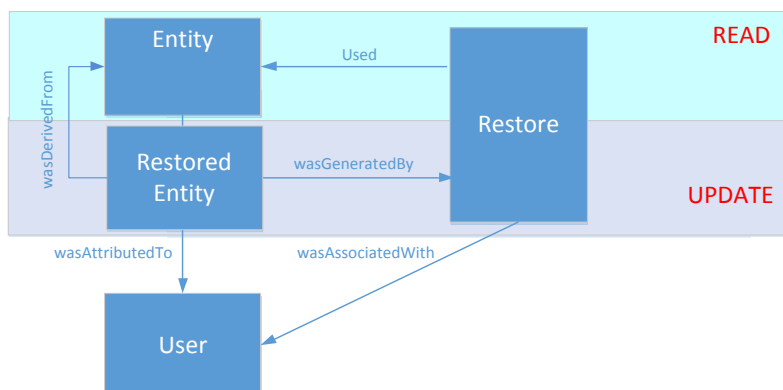 Entity
READ
Used
wasDerivedFrom
Restore
Restored
Entity
wasGeneratedBy
UPDATE
wasAttributedTo
wasAssociatedWith
User